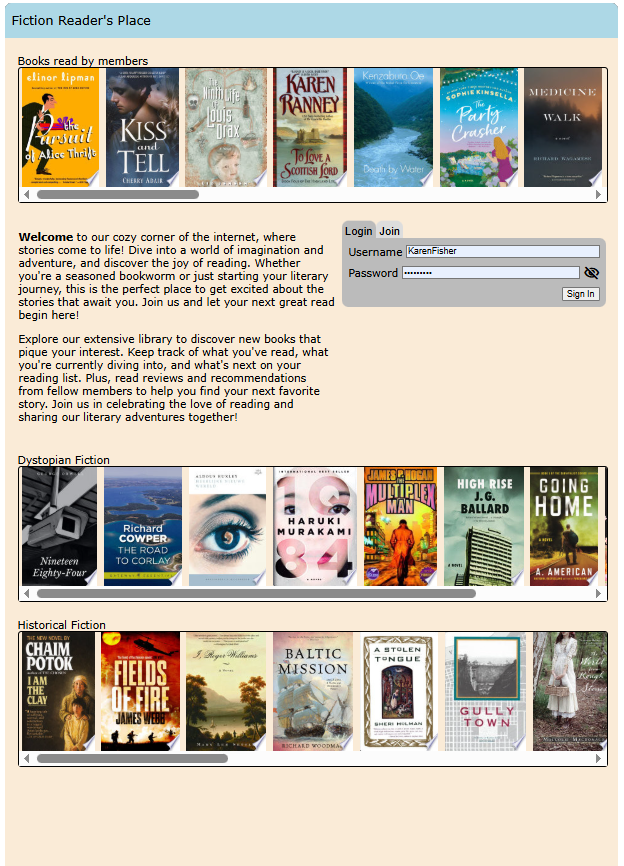 Fiction Reader's Place
Books read by members
elinor lipman
the
Pursuit
of Alice Thrift
KISS
and
TELL
CHERRY ADAIR
The
Ninth Life
of
Louis
Drax
KAREN
RANNEY
TO LOVE A
SCOTTISH LORD
Kenzaburo Oe
Death by Water
SOPHIE KINSELLA
The
Party
Crasher
MEDICINE
WALK
a novel
RICHARD WAGAMESE
Login
Join
Username KarenFisher
Password •••••••••
Sign In
Welcome to our cozy corner of the internet, where
stories come to life! Dive into a world of imagination and
adventure, and discover the joy of reading. Whether
you're a seasoned bookworm or just starting your literary
journey, this is the perfect place to get excited about the
stories that await you. Join us and let your next great read
begin here!
Explore our extensive library to discover new books that
pique your interest. Keep track of what you've read, what
you're currently diving into, and what's next on your
reading list. Plus, read reviews and recommendations
from fellow members to help you find your next favorite
story. Join us in celebrating the love of reading and
sharing our literary adventures together!
Dystopian Fiction
Nineteen
Eighty-Four
Richard
COWPER
THE ROAD
TO CORLAY
ALDOUS HUXLEY
INTERNATIONAL BEST SELLER
HARUKI
MURAKAMI
JAMES P. HOGAN
THE
MULTIPLEX
MAN
HIGH RISE
J.G.
BALLARD
A NOVEL
GOING
HOME
A NOVEL
A. AMERICAN
Historical Fiction
THE NEW NOVEL BY
CHAIM
POTOK
I AM
THE
CLAY
FIELDS
OF FIRE
JAMES WEBB
I, Roger Williams
BALTIC
MISSION
RICHARD WOODMA
A STOLEN
TONGUE
SHERI HOLMAN
GULLY
TOWN
World
from
Rough
Stones